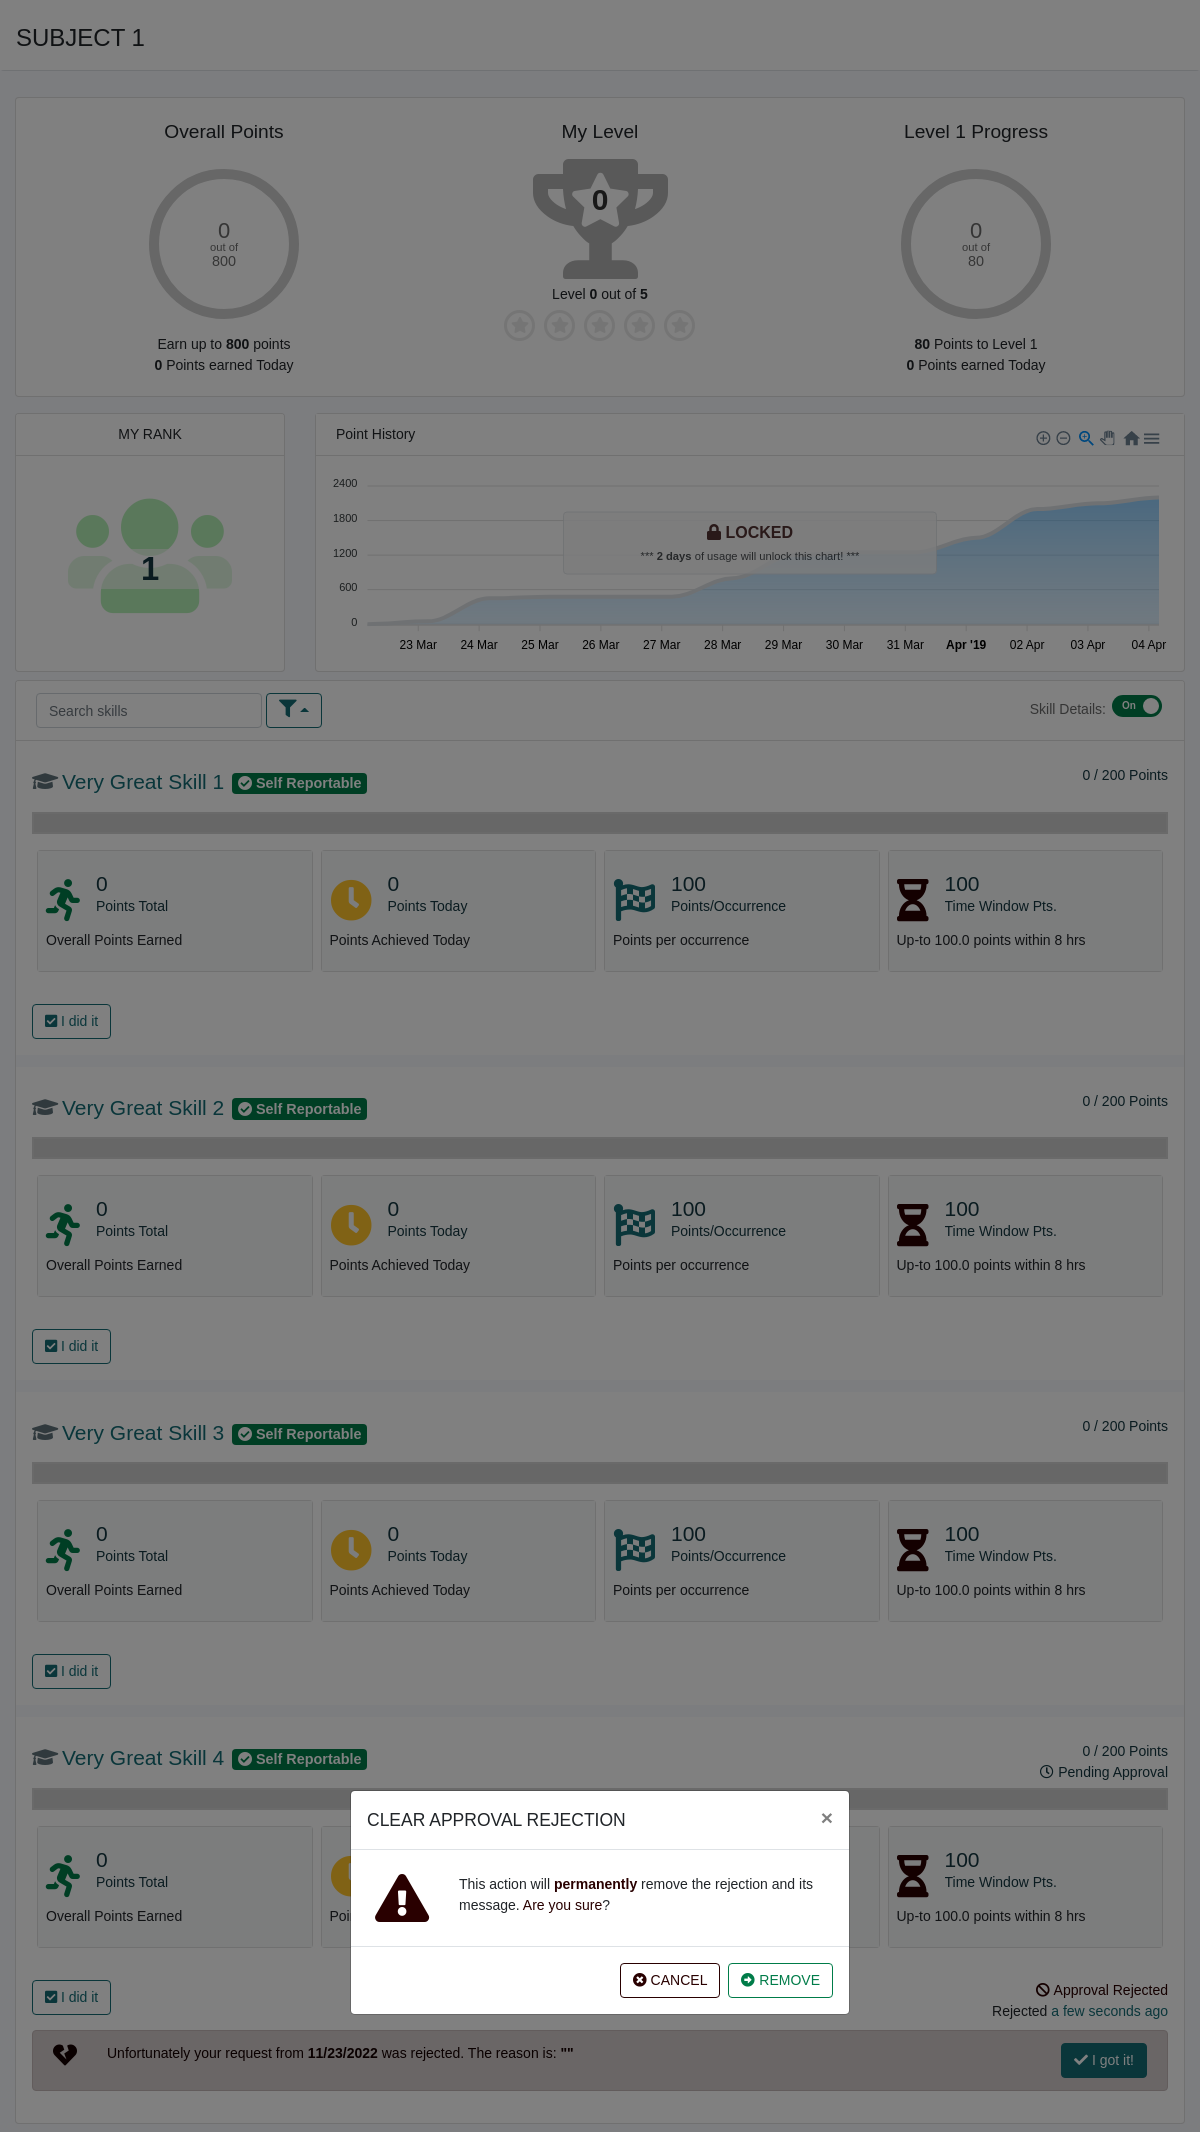 SUBJECT 1
Overall Points
My Level
Level 1 Progress
0
out of
800
0
0
out of
80
Level 0 out of 5
Earn up to 800 points
0 Points earned Today
80 Points to Level 1
0 Points earned Today
MY RANK
1
Point History
2400
1800
1200
600
0
LOCKED
*** 2 days of usage will unlock this chart! ***
23 Mar 24 Mar 25 Mar 26 Mar 27 Mar 28 Mar 29 Mar 30 Mar 31 Mar Apr '19 02 Apr 03 Apr 04 Apr
Search skills
Skill Details: On
Very Great Skill 1 Self Reportable
0 / 200 Points
0
Points Total
Overall Points Earned
0
Points Today
Points Achieved Today
100
Points/Occurrence
Points per occurrence
100
Time Window Pts.
Up-to 100.0 points within 8 hrs
I did it
Very Great Skill 2 Self Reportable
0 / 200 Points
0
Points Total
Overall Points Earned
0
Points Today
Points Achieved Today
100
Points/Occurrence
Points per occurrence
100
Time Window Pts.
Up-to 100.0 points within 8 hrs
I did it
Very Great Skill 3 Self Reportable
0 / 200 Points
0
Points Total
Overall Points Earned
0
Points Today
Points Achieved Today
100
Points/Occurrence
Points per occurrence
100
Time Window Pts.
Up-to 100.0 points within 8 hrs
I did it
Very Great Skill 4 Self Reportable
0 / 200 Points
Pending Approval
0
Points Total
Overall Points Earned
100
Time Window Pts.
Up-to 100.0 points within 8 hrs
CLEAR APPROVAL REJECTION
×
This action will permanently remove the rejection and its
message. Are you sure?
CANCEL
REMOVE
I did it
Approval Rejected
Rejected a few seconds ago
Unfortunately your request from 11/23/2022 was rejected. The reason is: ""
I got it!